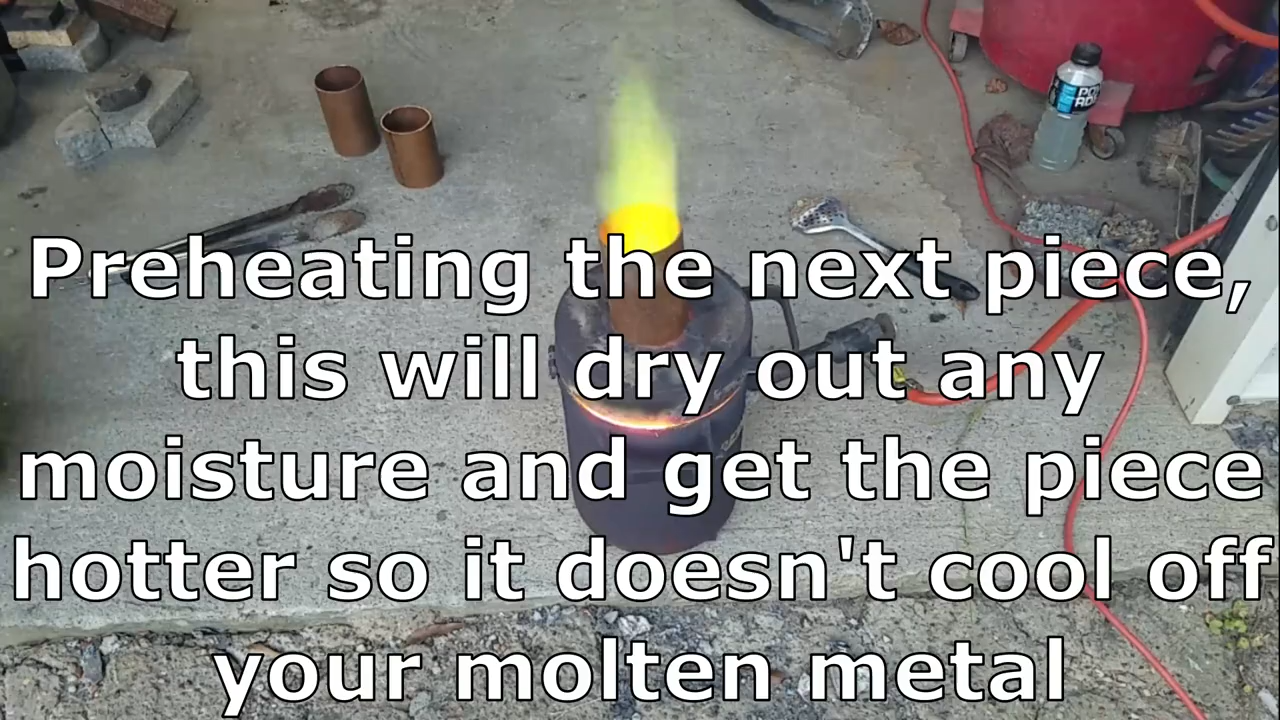 Preheating the next piece,
this will dry out any
moisture and get the piece
hotter so it doesn't cool off
your molten metal